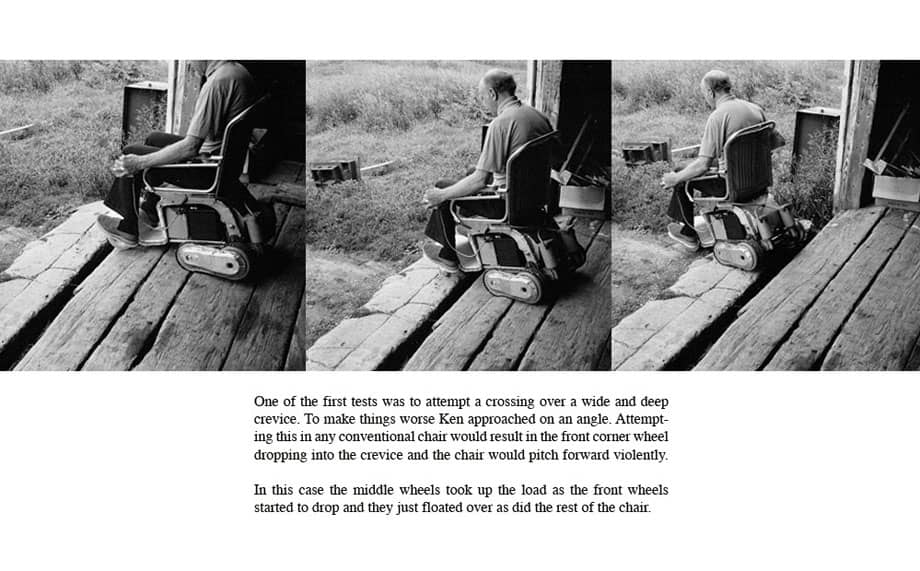 One of the first tests was to attempt a crossing over a wide and deep
crevice. To make things worse Ken approached on an angle. Attempt-
ing this in any conventional chair would result in the front corner wheel
dropping into the crevice and the chair would pitch forward violently.
In this case the middle wheels took up the load as the front wheels
started to drop and they just floated over as did the rest of the chair.